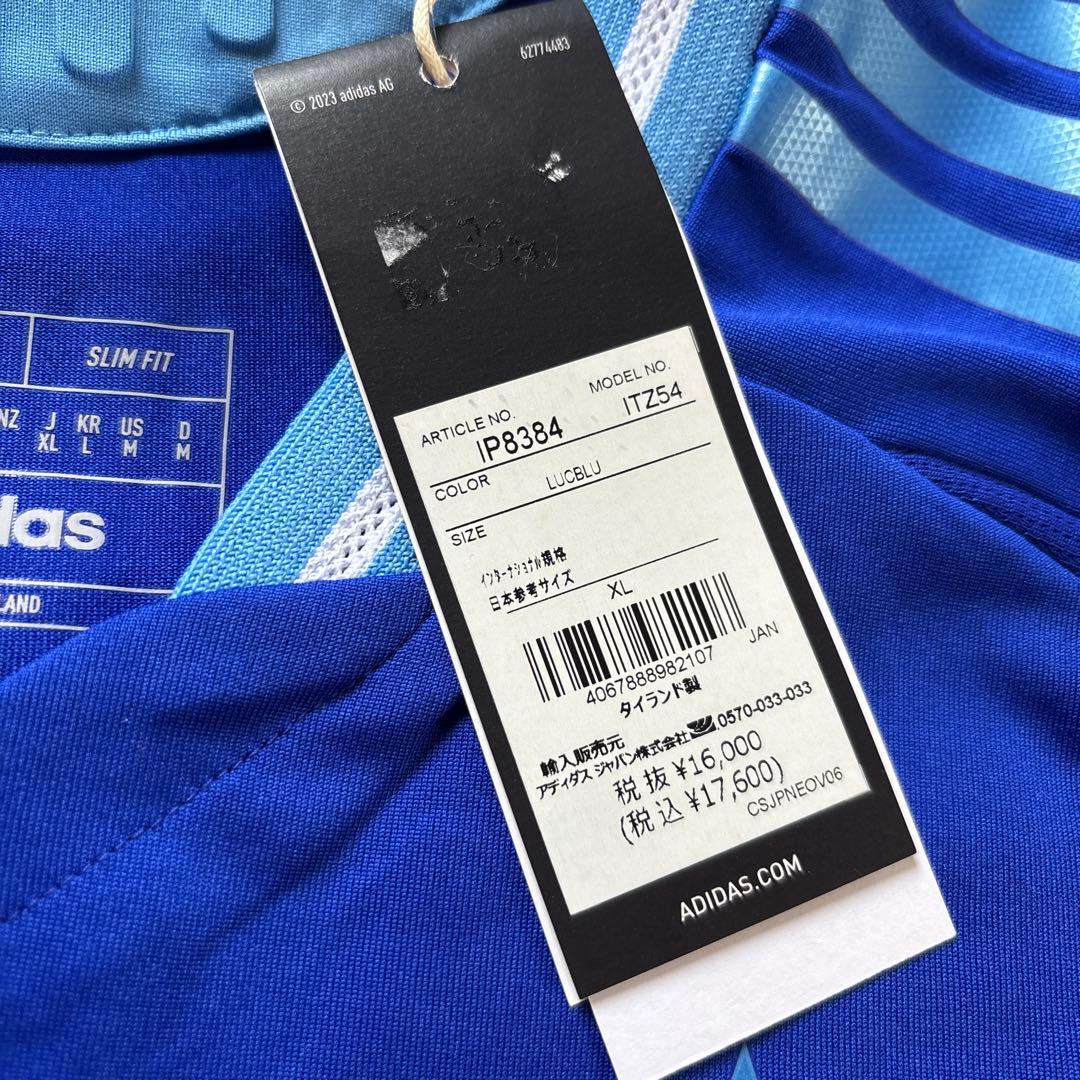 © 2023 adidas AG
62774483
ARTICLE NO.
MODEL NO.
IP8384
ITZ54
COLOR
LUCBLU
SIZE
インターナショナル規格
日本参考サイズ
XL
JAN
4067888982107
タイランド製
輸入販売元
アディダス ジャパン株式会社 0570-033-033
税抜 ¥16,000
(税込 ¥17,600)
CSJPNEOV06
ADIDAS.COM
SLIM FIT
NZ J KR US D
XL L M M
das
LAND